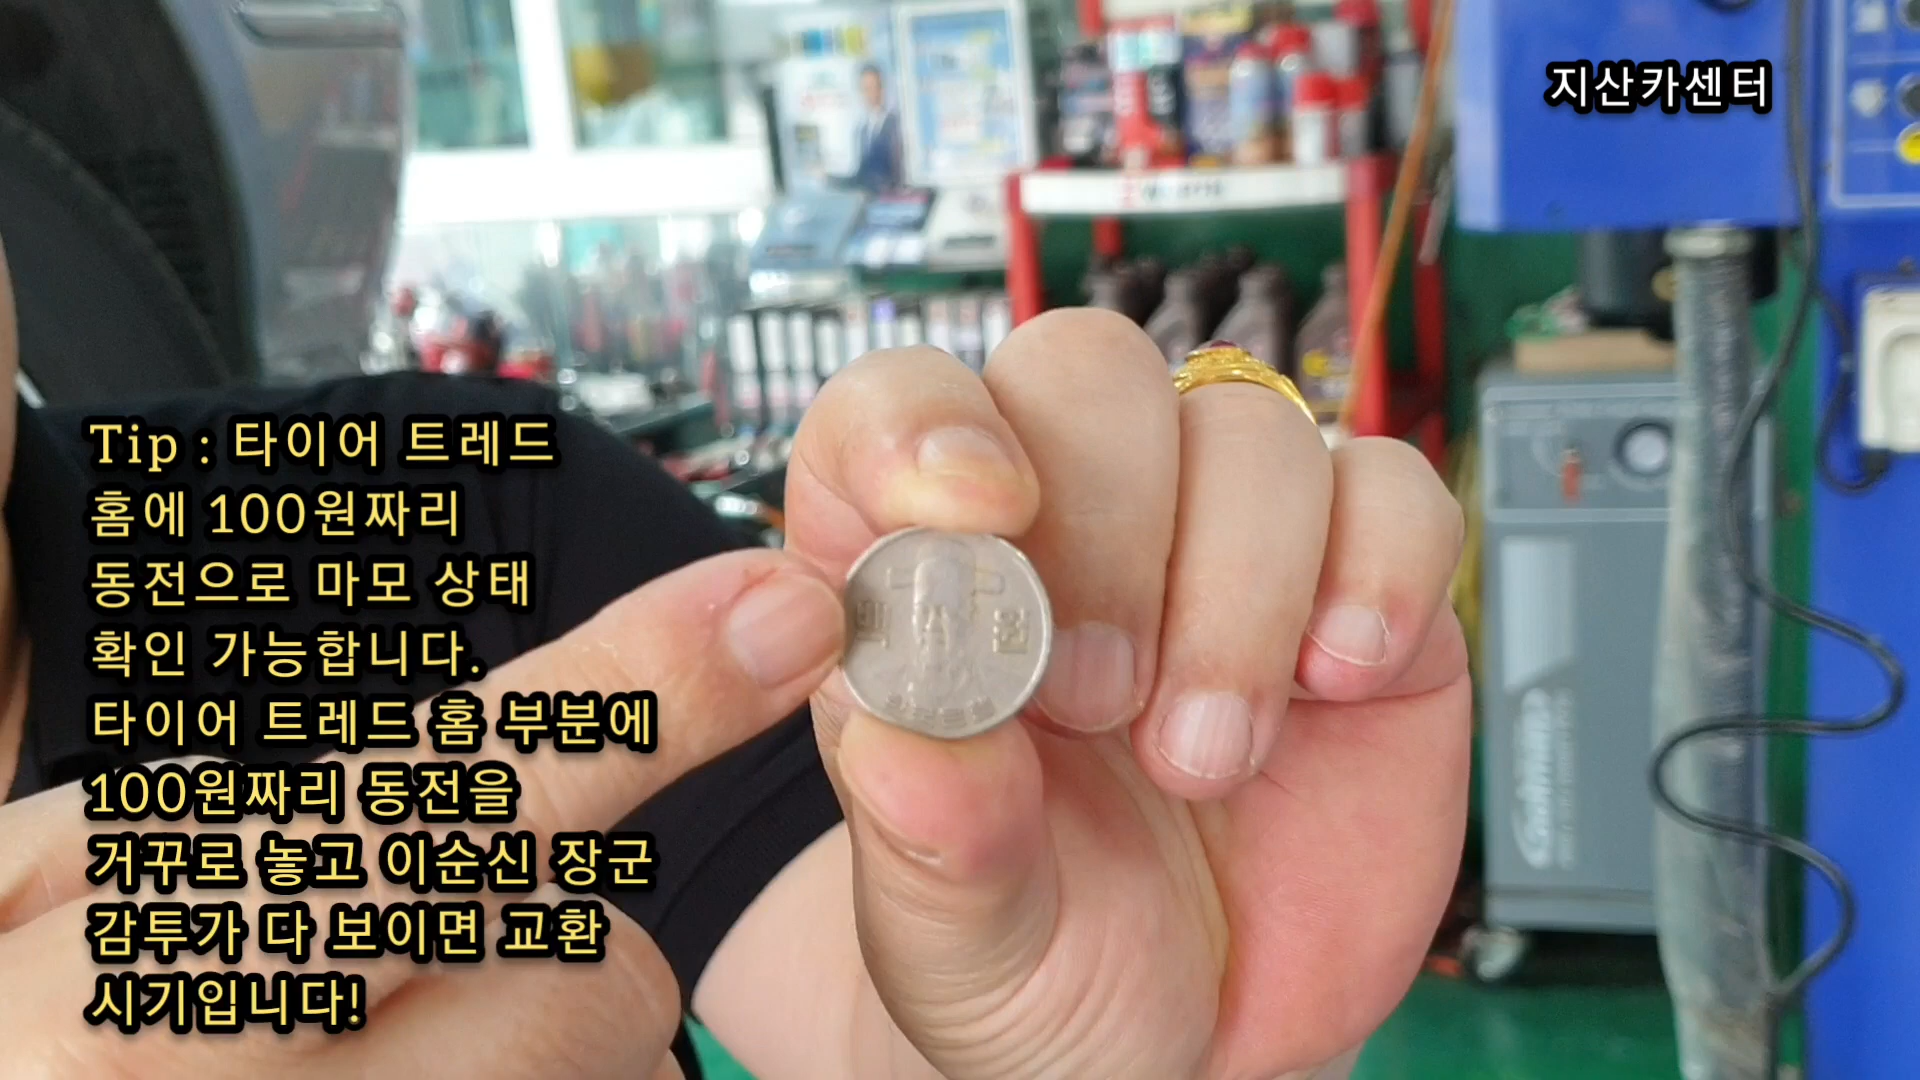 지산카센터
Tip : 타이어 트레드
홈에 100원짜리
동전으로 마모 상태
확인 가능합니다.
타이어 트레드 홈 부분에
100원짜리 동전을
거꾸로 놓고 이순신 장군
감투가 다 보이면 교환
시기입니다!
백 원